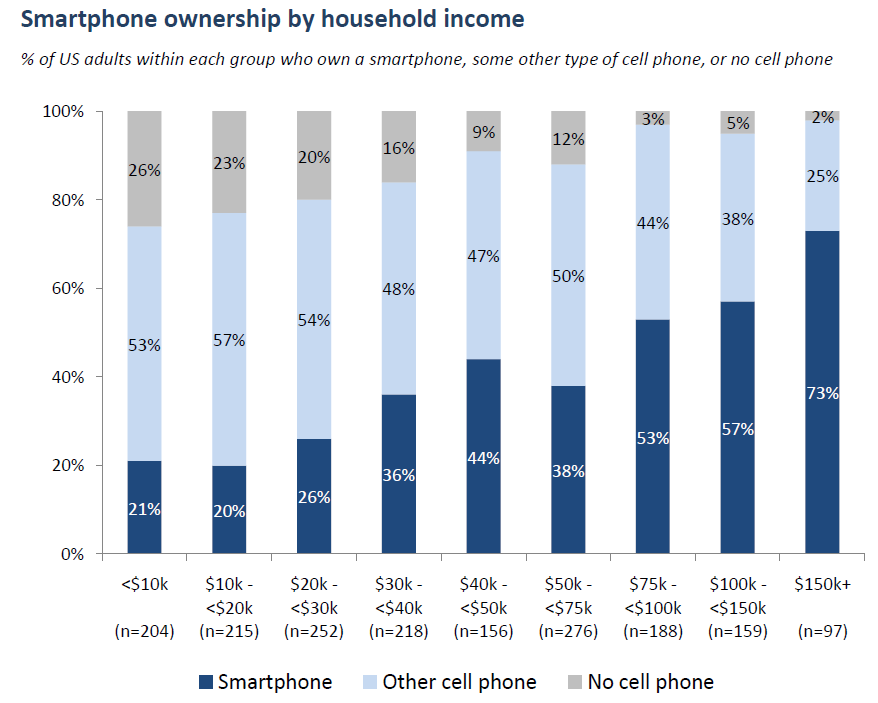 Smartphone ownership by household income
% of US adults within each group who own a smartphone, some other type of cell phone, or no cell phone
100%
80%
60%
40%
20%
0%
26% 23% 20% 16% 9% 12% 3% 5% 2%
53% 57% 54% 48% 47% 50% 44% 38% 25%
21% 20% 26% 36% 44% 38% 53% 57% 73%
<$10k $10k - $20k - $30k - $40k - $50k - $75k - $100k - $150k+
<$20k <$30k <$40k <$50k <$75k <$100k <$150k
(n=204) (n=215) (n=252) (n=218) (n=156) (n=276) (n=188) (n=159) (n=97)
Smartphone Other cell phone No cell phone